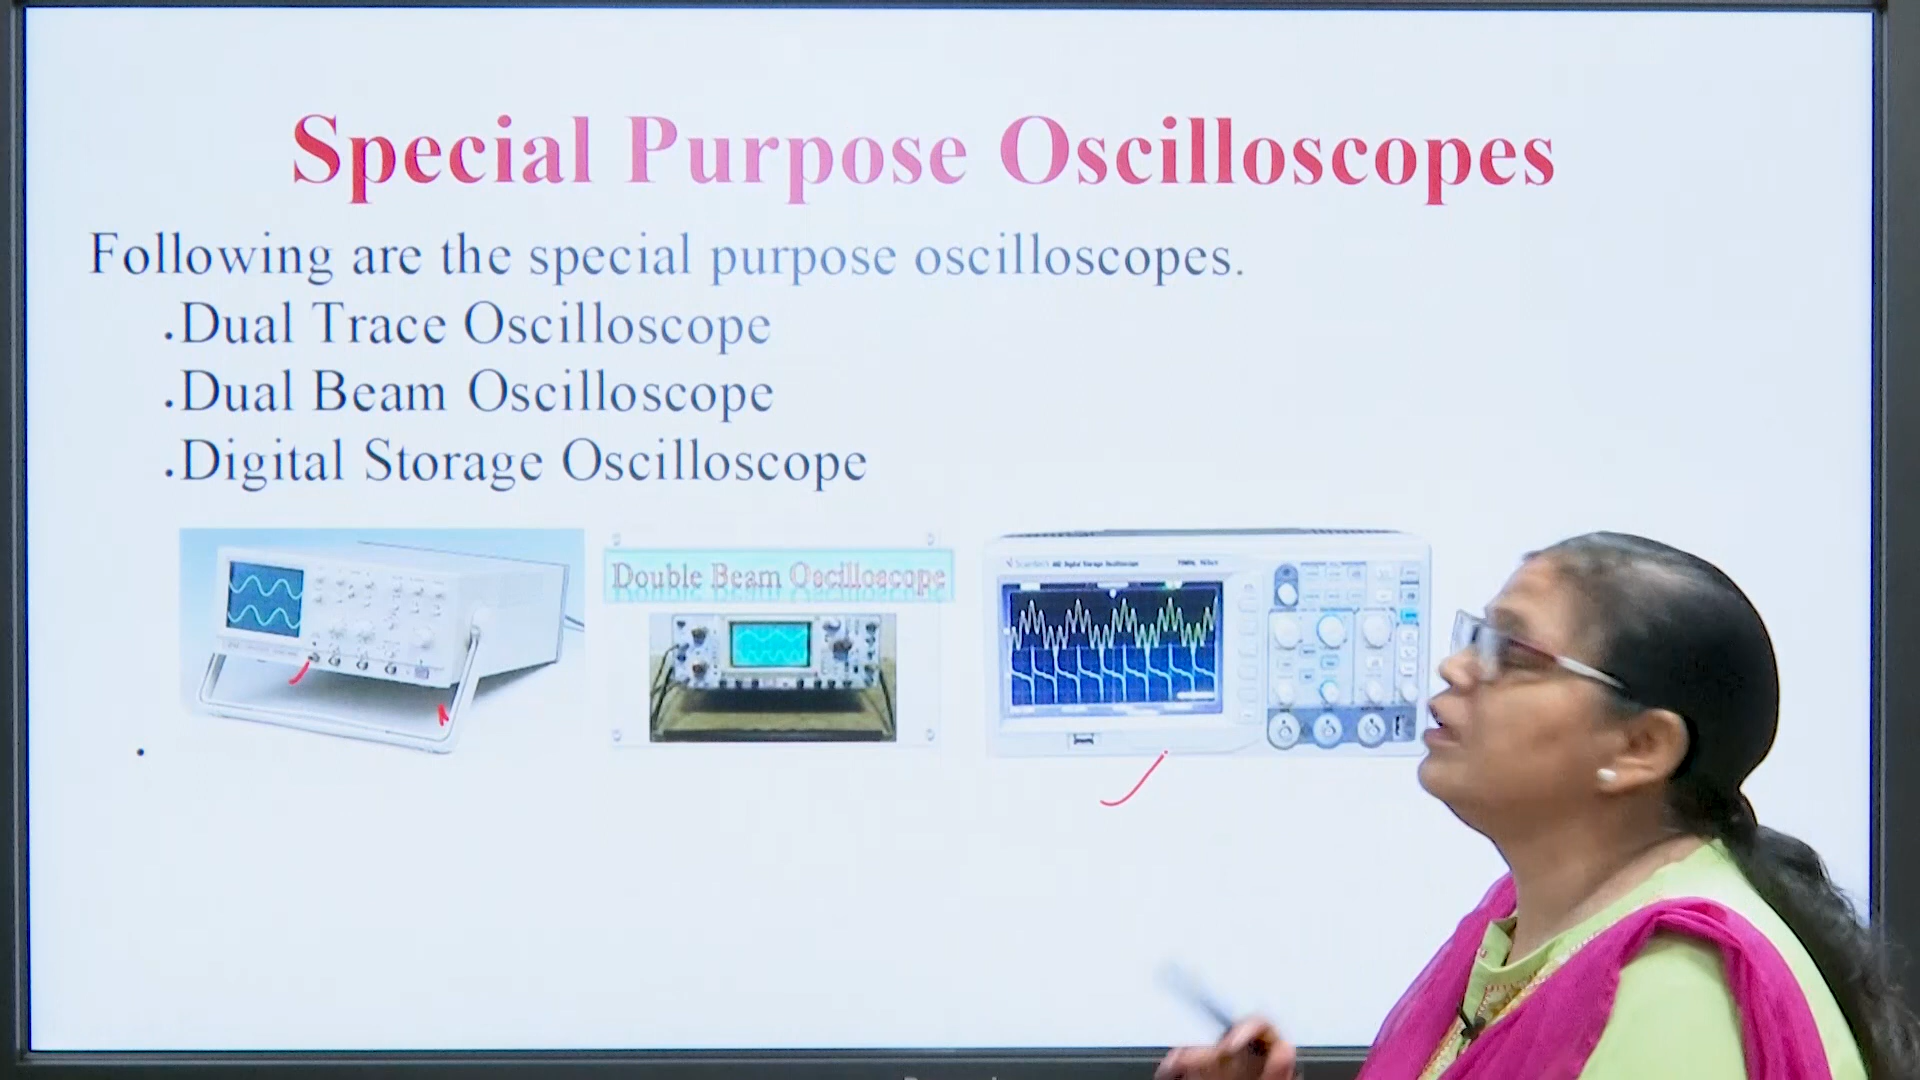 Special Purpose Oscilloscopes
Following are the special purpose oscilloscopes.
.Dual Trace Oscilloscope
.Dual Beam Oscilloscope
.Digital Storage Oscilloscope
Double Beam Oscilloscope